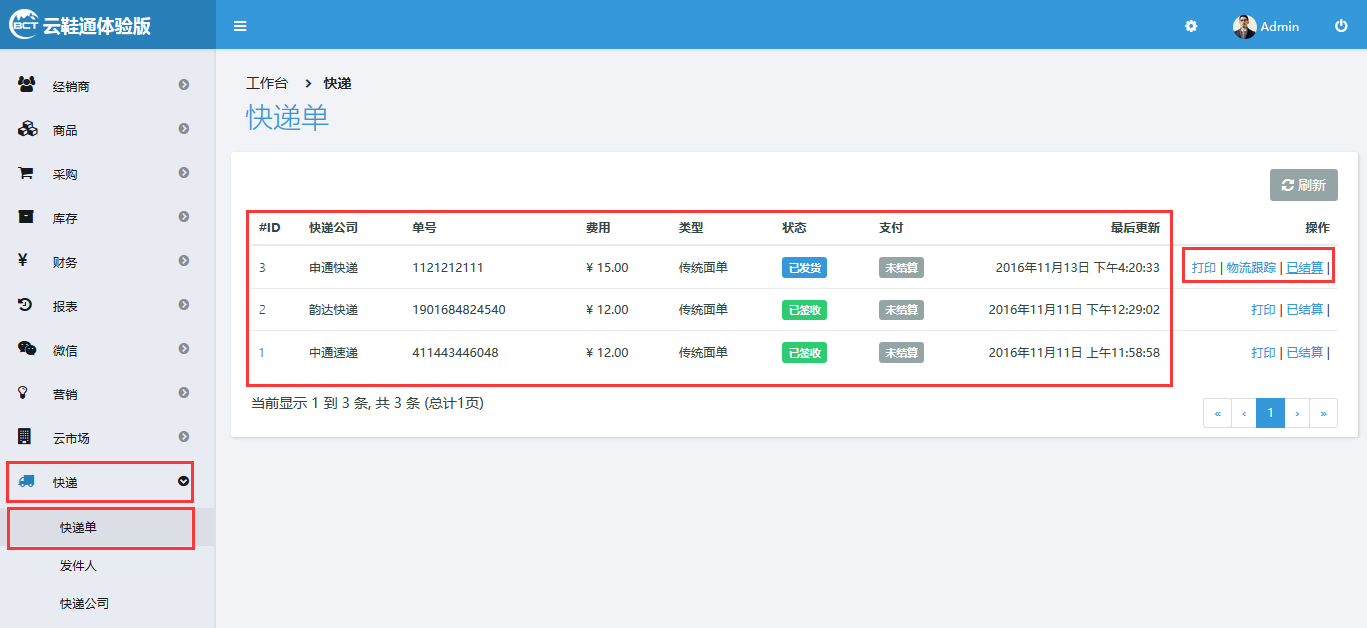 BCT 云鞋通体验版
Admin
经销商
商品
采购
库存
财务
报表
微信
营销
云市场
快递
快递单
发件人
快递公司
工作台 > 快递
快递单
刷新
#ID 快递公司 单号 费用 类型 状态 支付 最后更新 操作
3 申通快递 1121212111 ¥ 15.00 传统面单 已发货 未结算 2016年11月13日 下午4:20:33 打印 | 物流跟踪 | 已结算 |
2 韵达快递 1901684824540 ¥ 12.00 传统面单 已签收 未结算 2016年11月11日 下午12:29:02 打印 | 已结算 |
1 中通速递 411443446048 ¥ 12.00 传统面单 已签收 未结算 2016年11月11日 上午11:58:58 打印 | 已结算 |
当前显示 1 到 3 条, 共 3 条 (总计1页)
« ‹ 1 › »